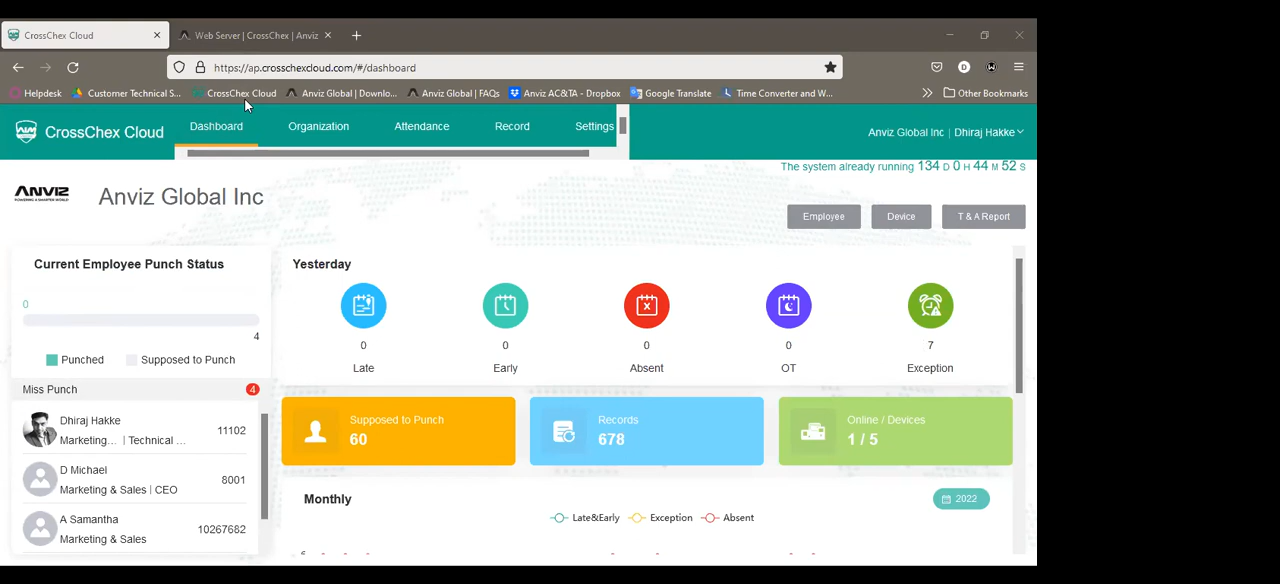 CrossChex Cloud
Web Server | CrossChex | Anviz
https://ap.crosschexcloud.com/#/dashboard
D
Helpdesk
Customer Technical S...
CrossChex Cloud
Anviz Global | Downlo...
Anviz Global | FAQs
Anviz AC&TA - Dropbox
Google Translate
Time Converter and W...
Other Bookmarks
CrossChex Cloud
Dashboard
Organization
Attendance
Record
Settings
Anviz Global Inc | Dhiraj Hakke
The system already running 134 D 0 H 44 M 52 S
ANVIZ
Anviz Global Inc
Employee
Device
T & A Report
Current Employee Punch Status
0
4
Punched
Supposed to Punch
Miss Punch
4
Dhiraj Hakke
Marketing... | Technical ...
11102
D Michael
Marketing & Sales | CEO
8001
A Samantha
Marketing & Sales
10267682
Yesterday
0
Late
0
Early
0
Absent
0
OT
7
Exception
Supposed to Punch
60
Records
678
Online / Devices
1 / 5
Monthly
2022
Late&Early
Exception
Absent